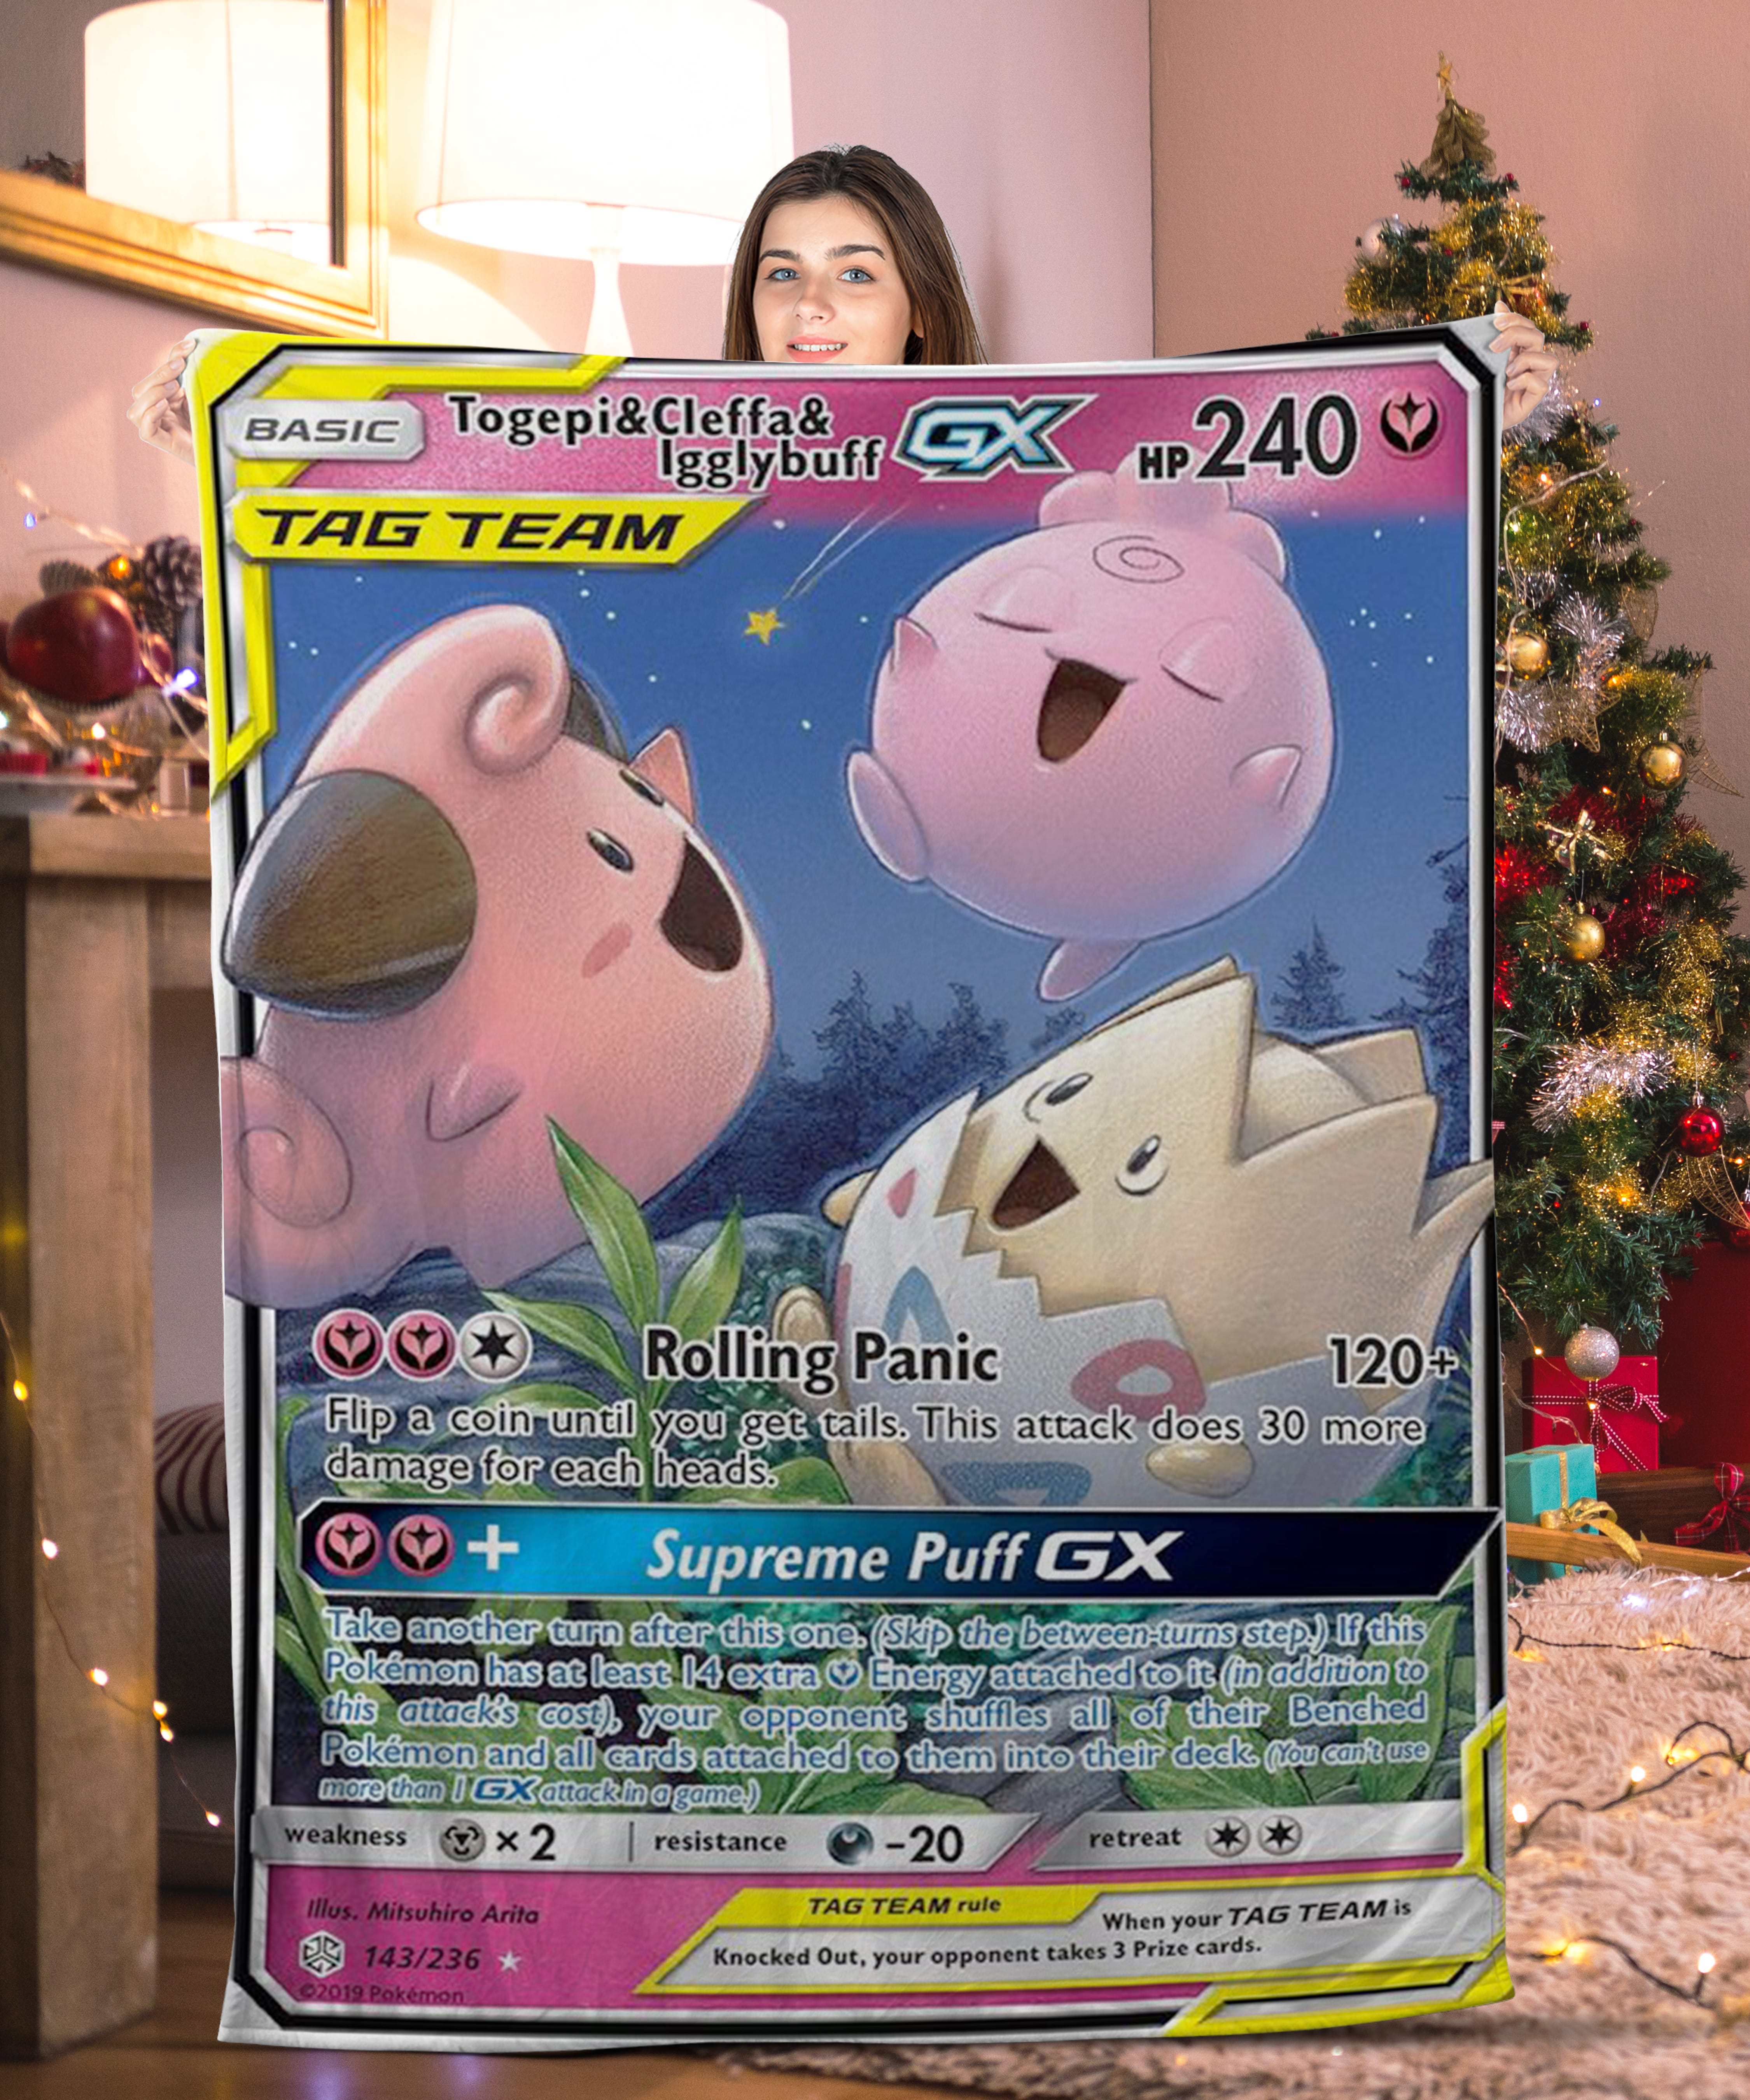 BASIC
Togepi&Cleffa&
Igglybuff GX HP 240
TAG TEAM
Rolling Panic 120+
Flip a coin until you get tails. This attack does 30 more
damage for each heads.
+ Supreme Puff GX
Take another turn after this one. (Skip the between-turns step.) If this
Pokémon has at least 14 extra Energy attached to it (in addition to
this attack's cost), your opponent shuffles all of their Benched
Pokémon and all cards attached to them into their deck. (You can't use
more than 1 GX attack in a game.)
weakness ×2 resistance -20 retreat
Illus. Mitsuhiro Arita
143/236
©2019 Pokémon
TAG TEAM rule
When your TAG TEAM is
Knocked Out, your opponent takes 3 Prize cards.